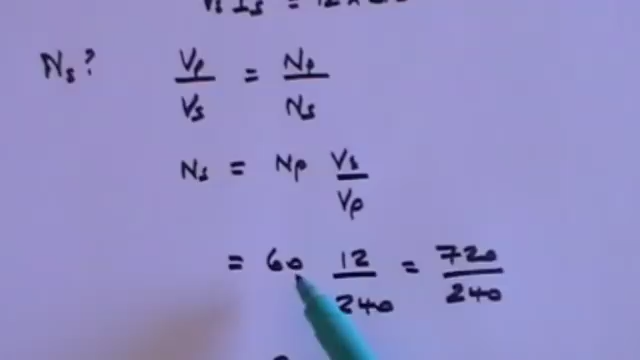 Ns? Vp/Vs = Np/Ns
Ns = Np Vs/Vp
= 60 12/240 = 720/240